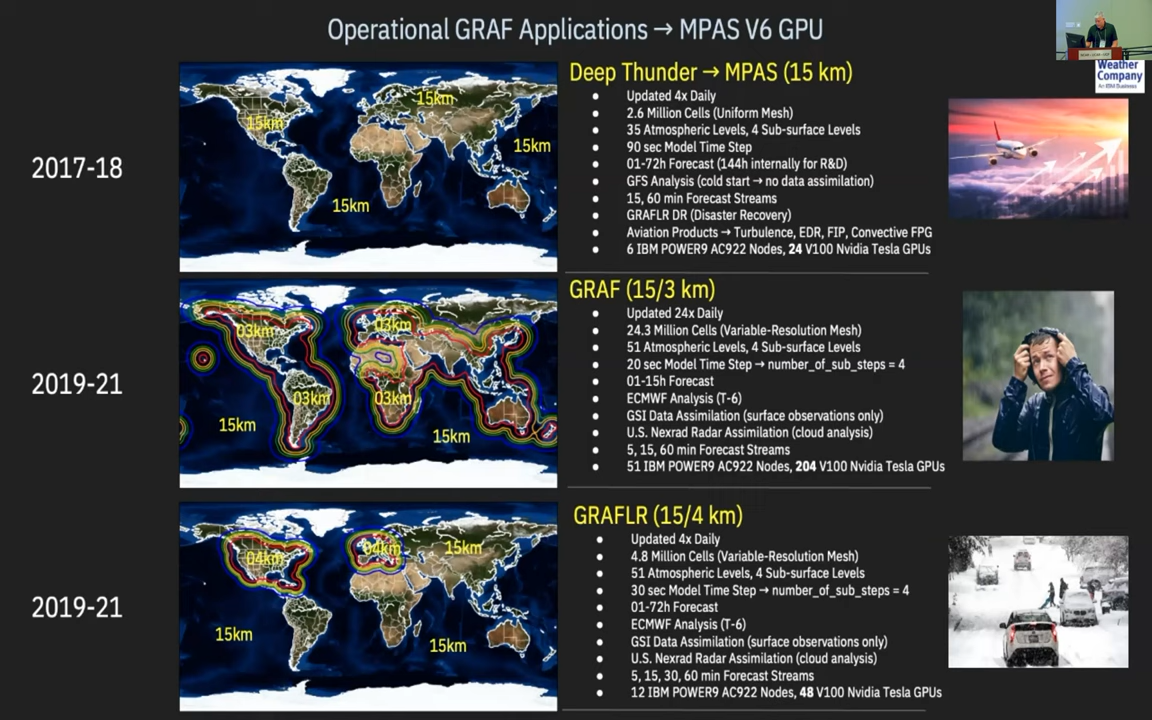 Operational GRAF Applications → MPAS V6 GPU
Weather
Company
An IBM Business
2017-18
15km
15km
15km
15km
Deep Thunder → MPAS (15 km)
• Updated 4x Daily
• 2.6 Million Cells (Uniform Mesh)
• 35 Atmospheric Levels, 4 Sub-surface Levels
• 90 sec Model Time Step
• 01-72h Forecast (144h internally for R&D)
• GFS Analysis (cold start → no data assimilation)
• 15, 60 min Forecast Streams
• GRAFLR DR (Disaster Recovery)
• Aviation Products → Turbulence, EDR, FIP, Convective FPG
• 6 IBM POWER9 AC922 Nodes, 24 V100 Nvidia Tesla GPUs
2019-21
03km
03km
03km
03km
15km
15km
GRAF (15/3 km)
• Updated 24x Daily
• 24.3 Million Cells (Variable-Resolution Mesh)
• 51 Atmospheric Levels, 4 Sub-surface Levels
• 20 sec Model Time Step → number_of_sub_steps = 4
• 01-15h Forecast
• ECMWF Analysis (T-6)
• GSI Data Assimilation (surface observations only)
• U.S. Nexrad Radar Assimilation (cloud analysis)
• 5, 15, 60 min Forecast Streams
• 51 IBM POWER9 AC922 Nodes, 204 V100 Nvidia Tesla GPUs
2019-21
04km
04km
15km
15km
15km
GRAFLR (15/4 km)
• Updated 4x Daily
• 4.8 Million Cells (Variable-Resolution Mesh)
• 51 Atmospheric Levels, 4 Sub-surface Levels
• 30 sec Model Time Step → number_of_sub_steps = 4
• 01-72h Forecast
• ECMWF Analysis (T-6)
• GSI Data Assimilation (surface observations only)
• U.S. Nexrad Radar Assimilation (cloud analysis)
• 5, 15, 30, 60 min Forecast Streams
• 12 IBM POWER9 AC922 Nodes, 48 V100 Nvidia Tesla GPUs